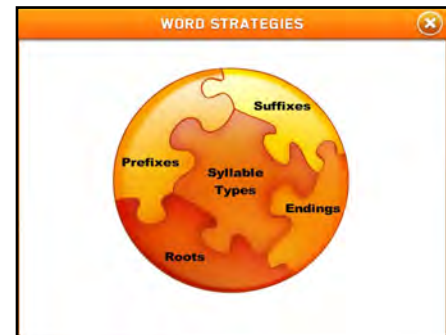 WORD STRATEGIES
Suffixes
Prefixes
Syllable
Types
Endings
Roots